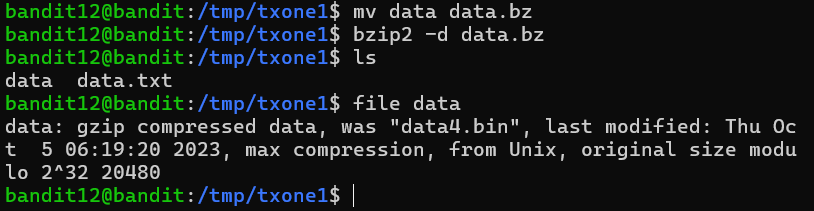 bandit12@bandit:/tmp/txone1$ mv data data.bz
bandit12@bandit:/tmp/txone1$ bzip2 -d data.bz
bandit12@bandit:/tmp/txone1$ ls
data  data.txt
bandit12@bandit:/tmp/txone1$ file data
data: gzip compressed data, was "data4.bin", last modified: Thu Oc
t  5 06:19:20 2023, max compression, from Unix, original size modu
lo 2^32 20480
bandit12@bandit:/tmp/txone1$